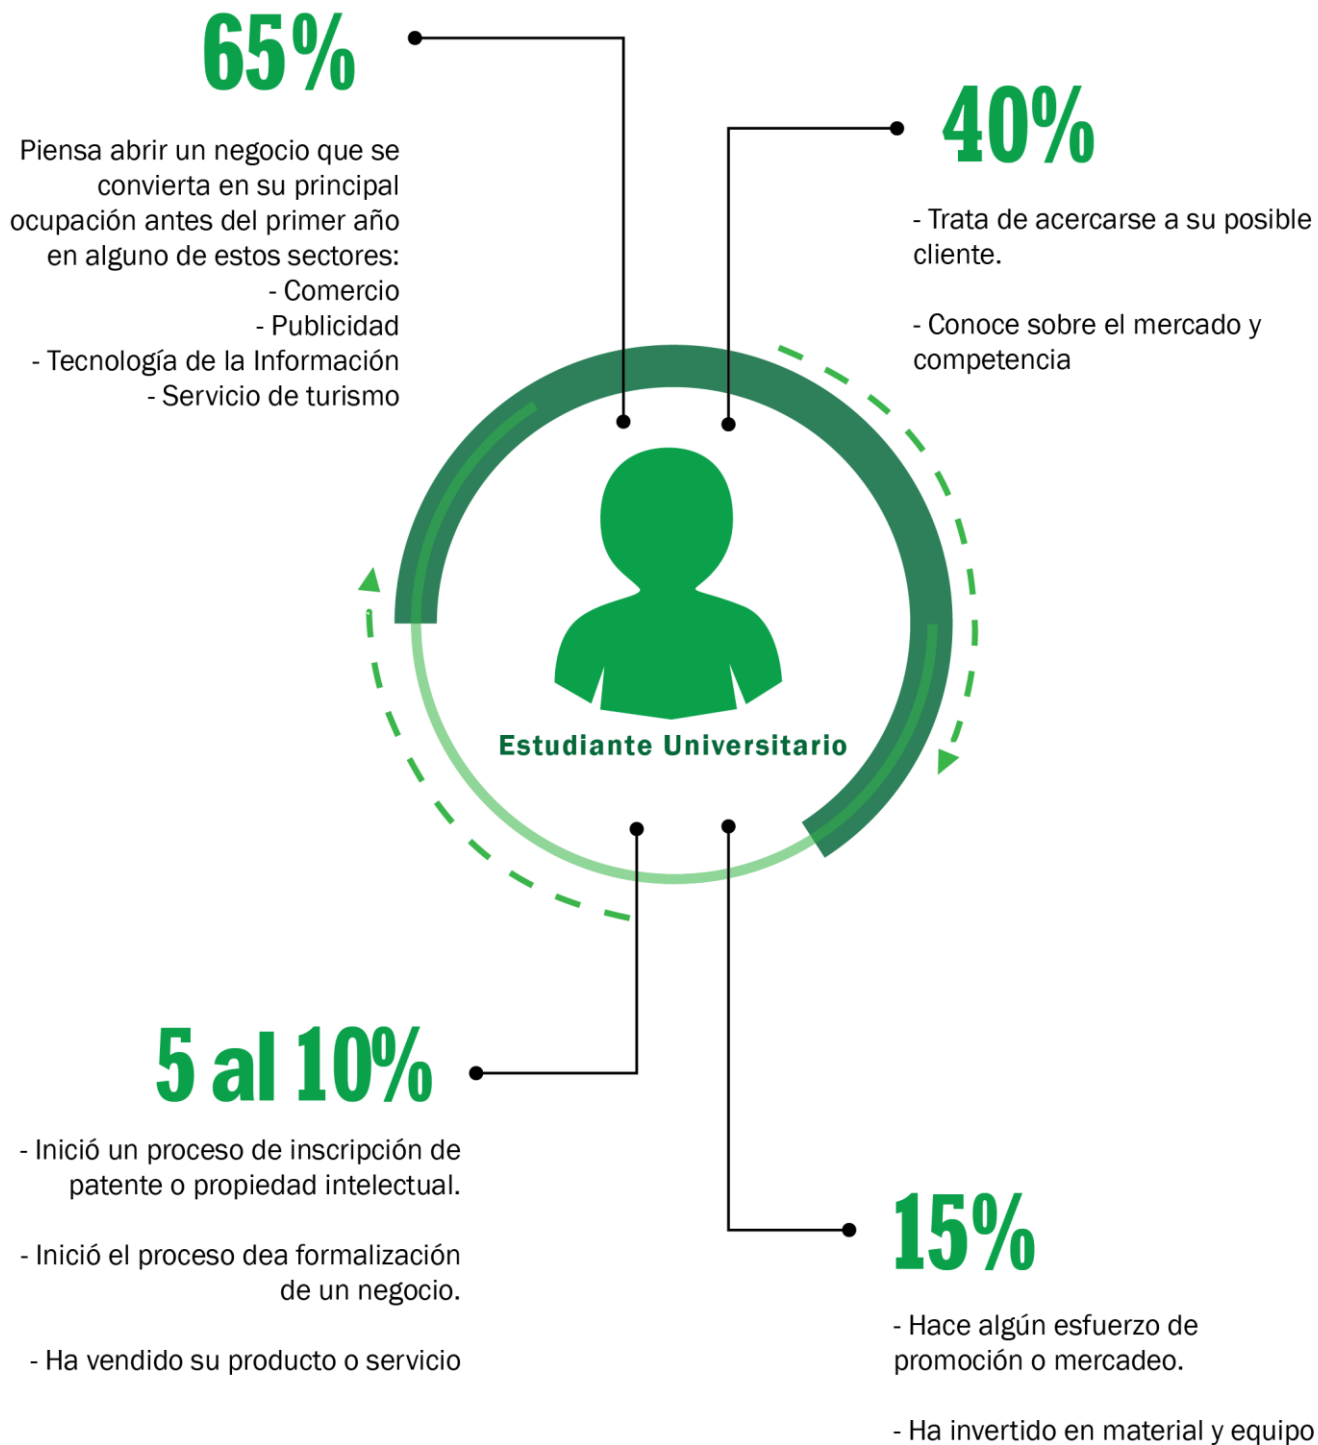 65%
Piensa abrir un negocio que se
convierta en su principal
ocupación antes del primer año
en alguno de estos sectores:
- Comercio
- Publicidad
- Tecnología de la Información
- Servicio de turismo
40%
- Trata de acercarse a su posible
cliente.
- Conoce sobre el mercado y
competencia
Estudiante Universitario
5 al 10%
- Inició un proceso de inscripción de
patente o propiedad intelectual.
- Inició el proceso dea formalización
de un negocio.
- Ha vendido su producto o servicio
15%
- Hace algún esfuerzo de
promoción o mercadeo.
- Ha invertido en material y equipo